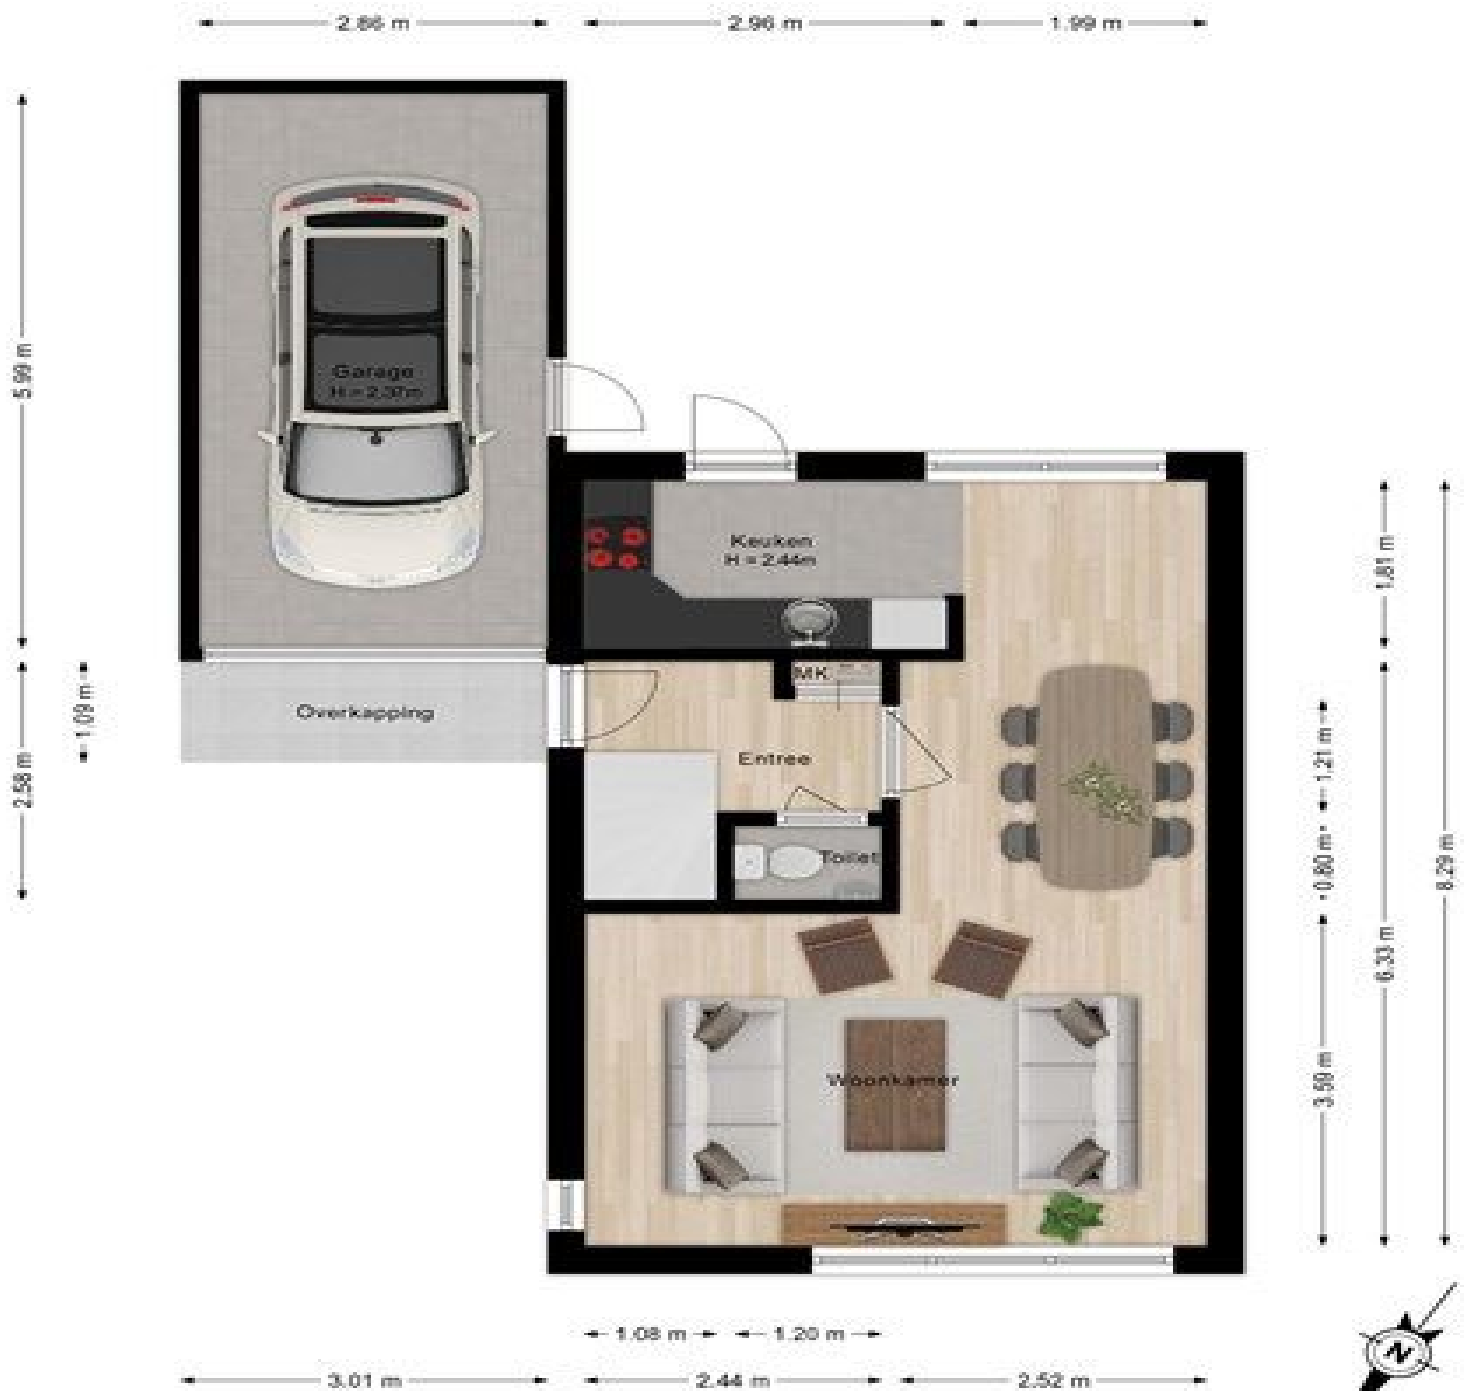 2.86 m
2.96 m
1.99 m
5.99 m
Garage
H = 2.37m
Keuken
H = 2.44m
1.81 m
MK
Overkapping
1.09 m
2.58 m
Entree
1.21 m
Toilet
0.80 m
8.29 m
6.33 m
3.59 m
Woonkamer
1.08 m
1.20 m
3.01 m
2.44 m
2.52 m
N